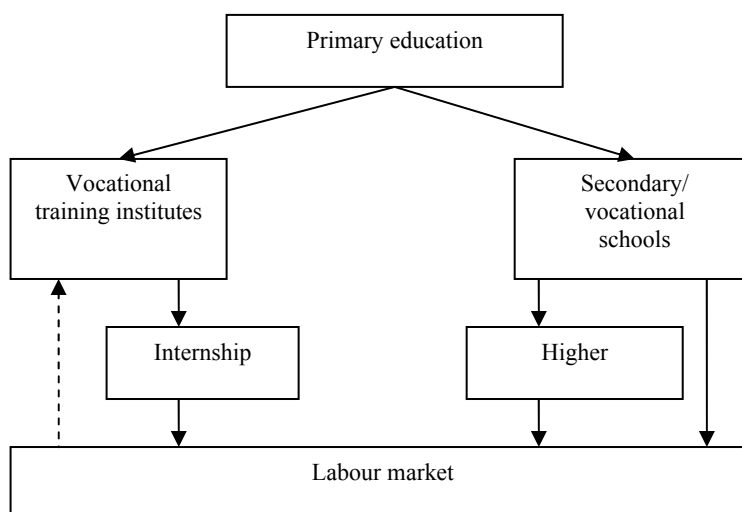 Primary education
Vocational
training institutes
Secondary/
vocational
schools
Internship
Higher
Labour market